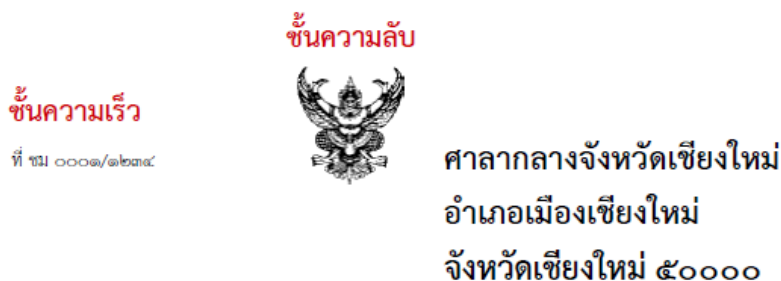 ชั้นความลับ
ชั้นความเร็ว
ที่ ชม ๐๐๐๑/๑๒๓๔
ศาลากลางจังหวัดเชียงใหม่
อำเภอเมืองเชียงใหม่
จังหวัดเชียงใหม่ ๕๐๐๐๐